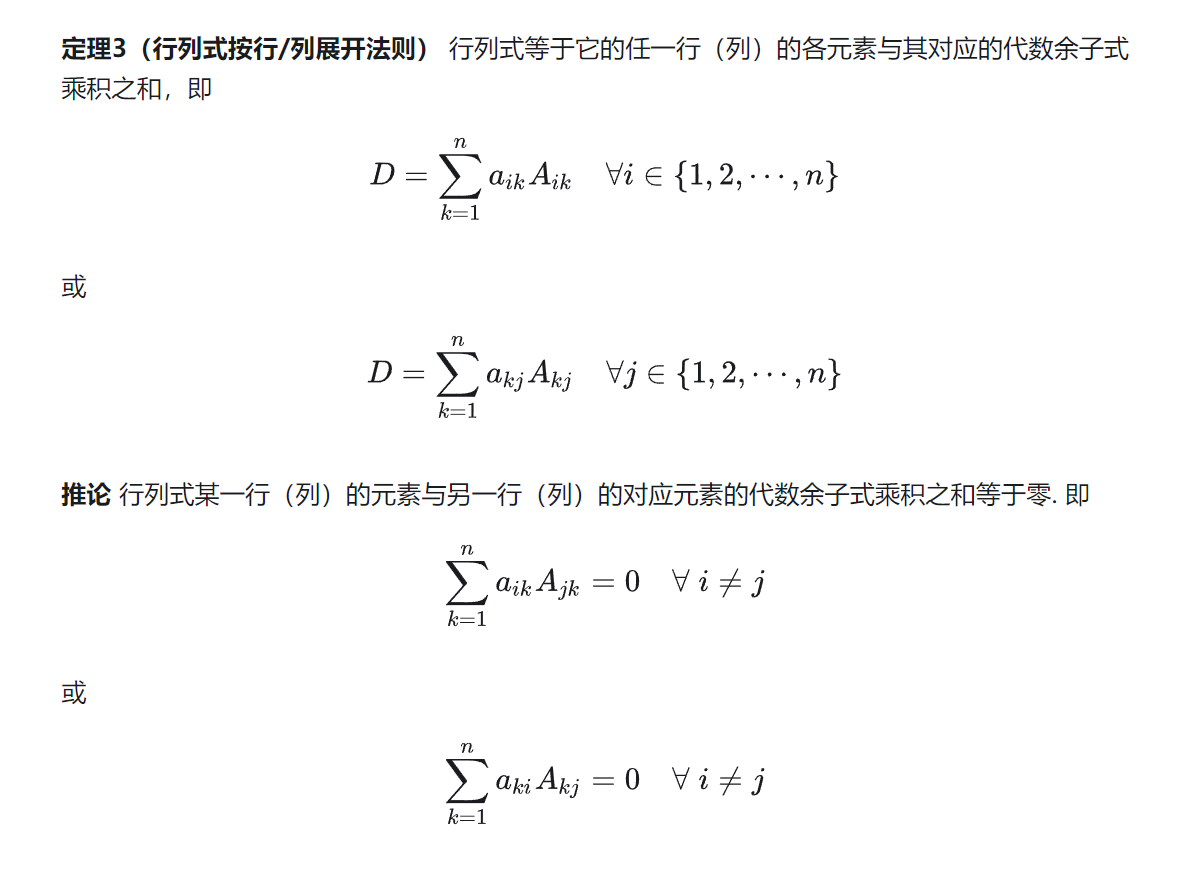 定理3（行列式按行/列展开法则） 行列式等于它的任一行（列）的各元素与其对应的代数余子式
乘积之和，即
$D = \sum_{k=1}^{n} a_{ik} A_{ik} \quad \forall i \in \{1, 2, \cdots, n\}$
或
$D = \sum_{k=1}^{n} a_{kj} A_{kj} \quad \forall j \in \{1, 2, \cdots, n\}$
推论 行列式某一行（列）的元素与另一行（列）的对应元素的代数余子式乘积之和等于零. 即
$\sum_{k=1}^{n} a_{ik} A_{jk} = 0 \quad \forall \, i \neq j$
或
$\sum_{k=1}^{n} a_{ki} A_{kj} = 0 \quad \forall \, i \neq j$